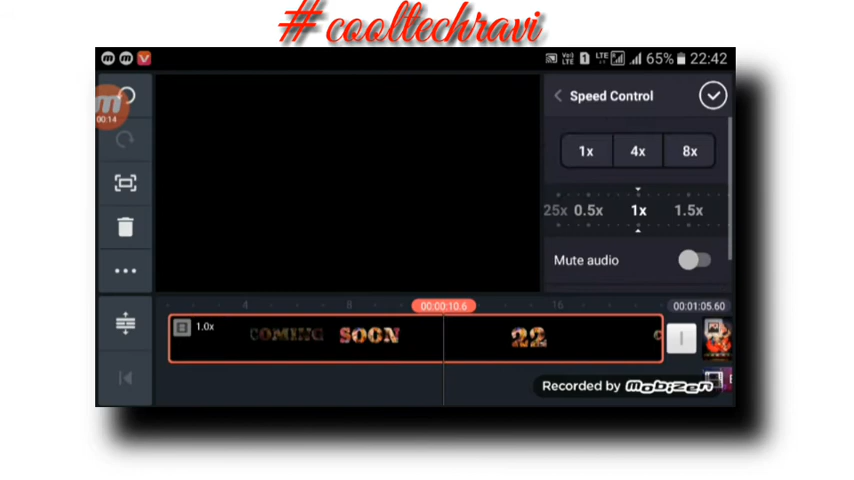 # cooltechravi
VoLTE 1 LTE 65% 22:42
00:14
Speed Control
1x 4x 8x
25x 0.5x 1x 1.5x
Mute audio
4 8 00:00:10.6 16 00:01:05.60
1.0x COMING SOON 22
Recorded by mobizen